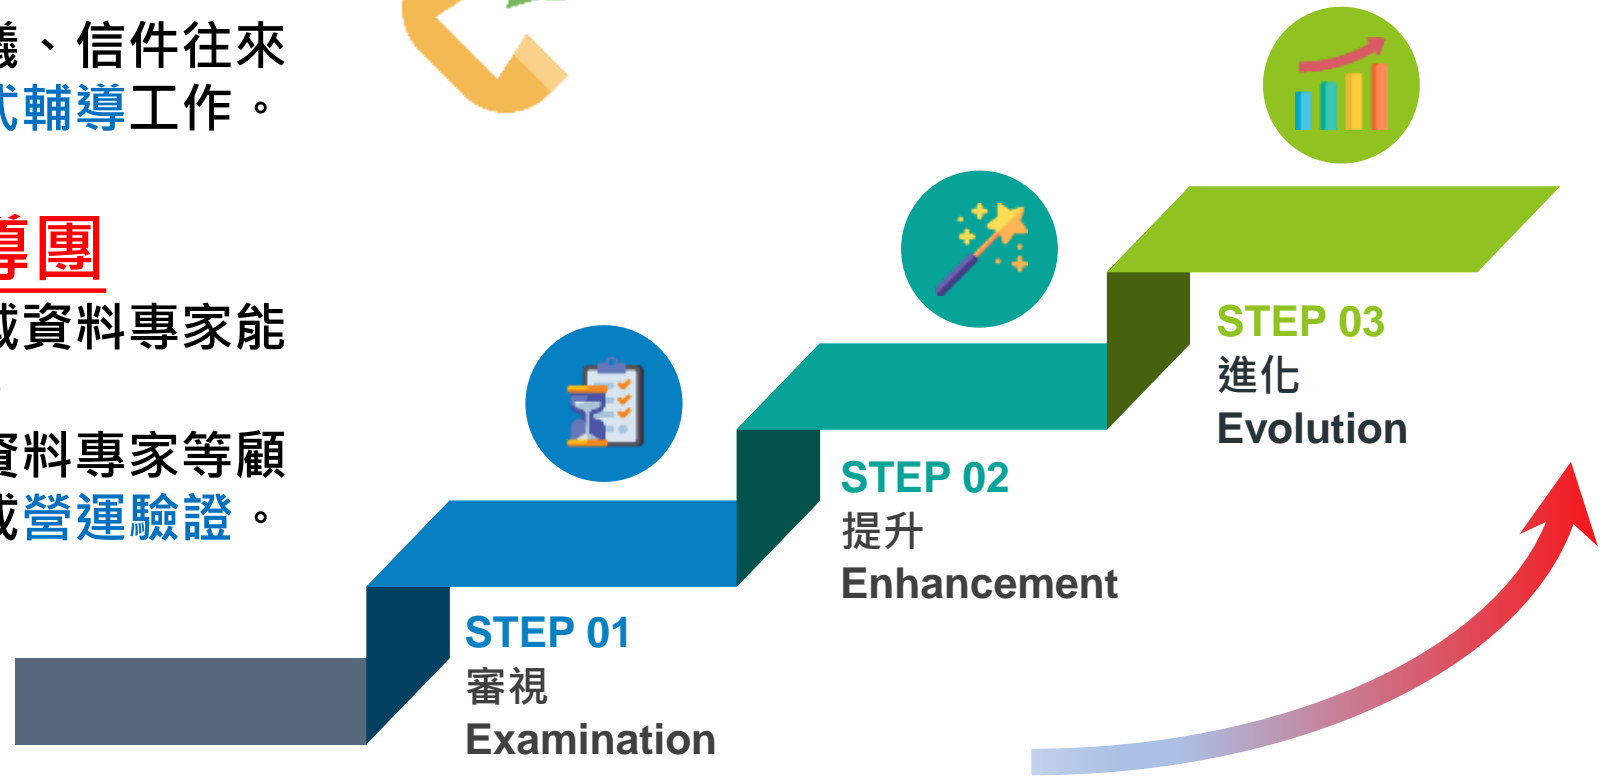 議、信件往來
式輔導工作。
導團
域資料專家能
資料專家等顧
成營運驗證。
STEP 03
進化
Evolution
STEP 02
提升
Enhancement
STEP 01
審視
Examination